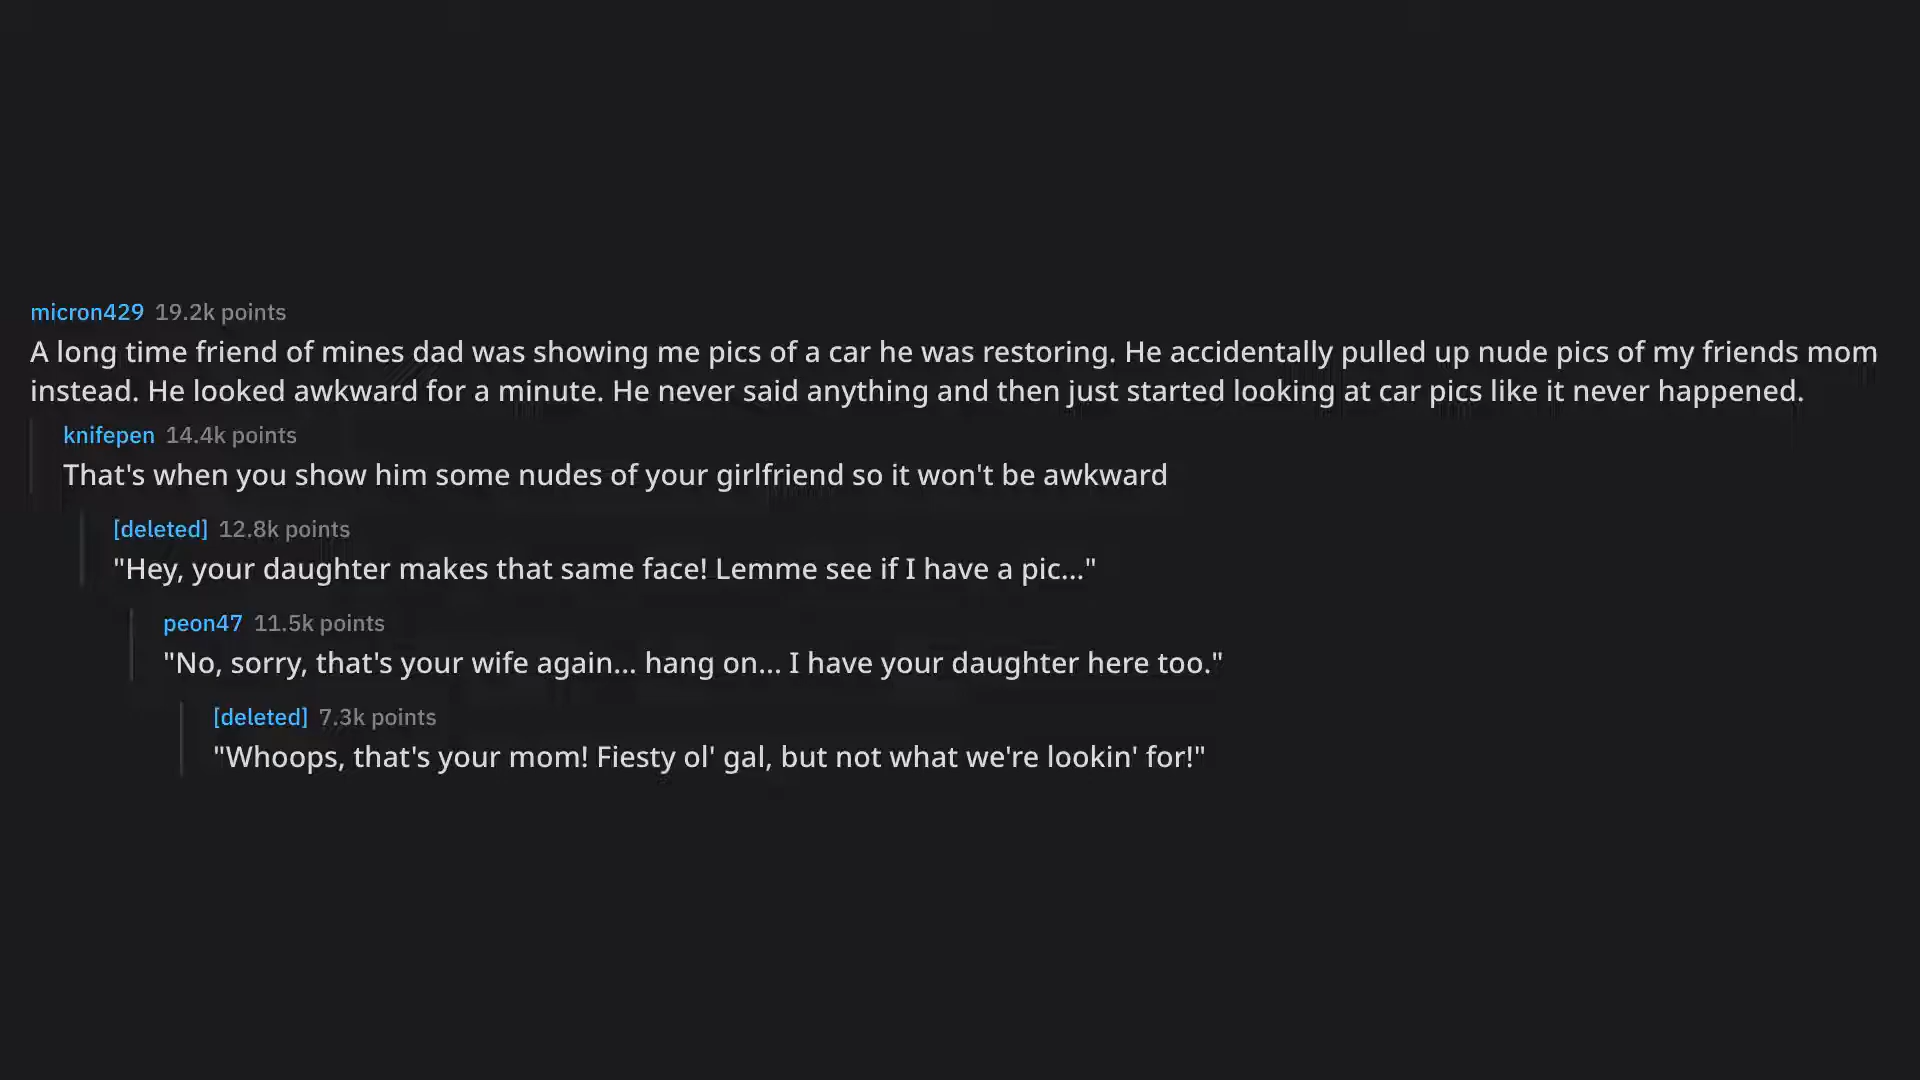 micron429 19.2k points
A long time friend of mines dad was showing me pics of a car he was restoring. He accidentally pulled up nude pics of my friends mom
instead. He looked awkward for a minute. He never said anything and then just started looking at car pics like it never happened.
knifepen 14.4k points
That's when you show him some nudes of your girlfriend so it won't be awkward
[deleted] 12.8k points
"Hey, your daughter makes that same face! Lemme see if I have a pic..."
peon47 11.5k points
"No, sorry, that's your wife again... hang on... I have your daughter here too."
[deleted] 7.3k points
"Whoops, that's your mom! Fiesty ol' gal, but not what we're lookin' for!"